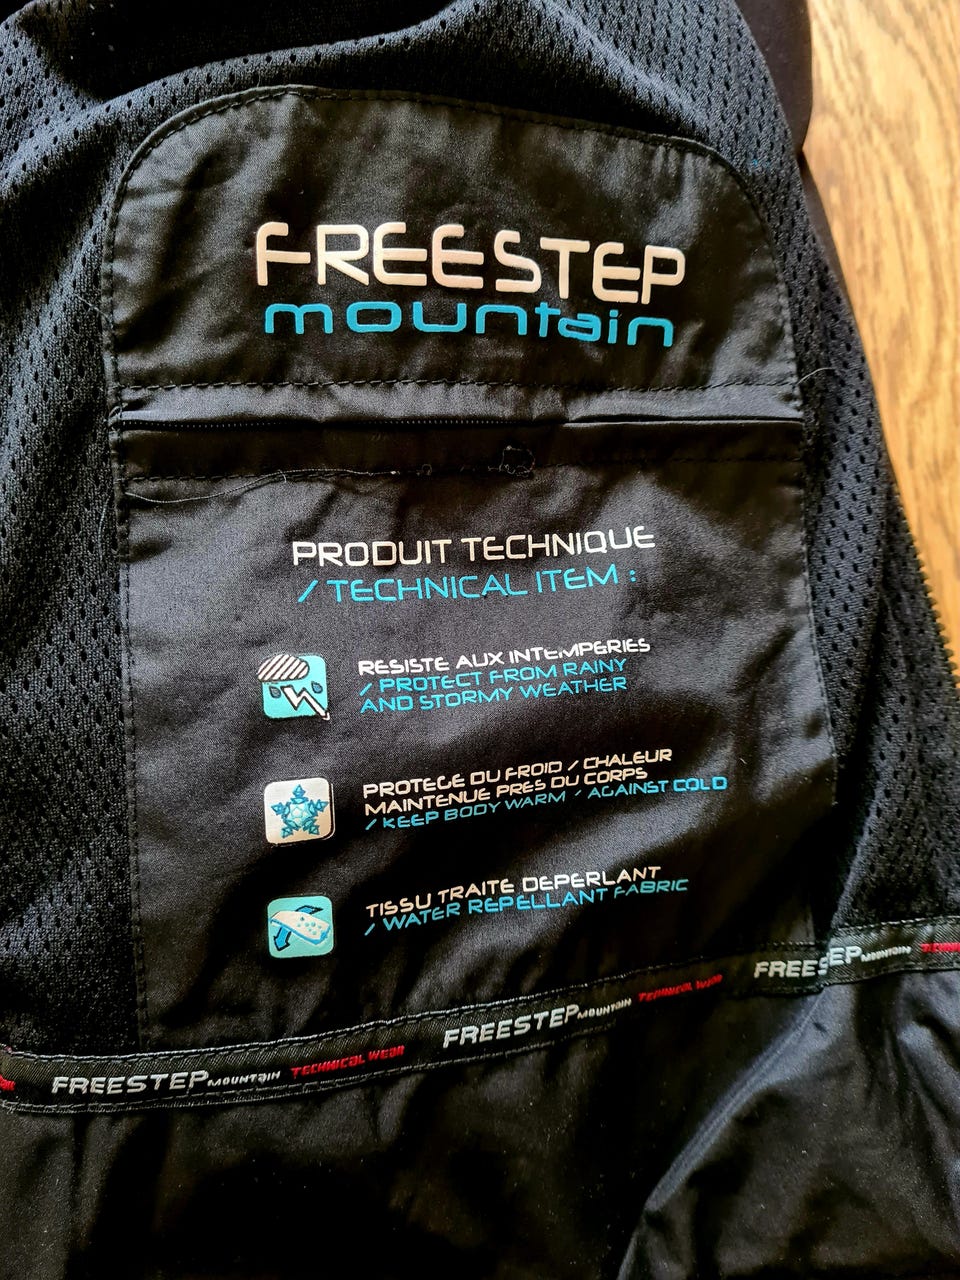 FREESTEP
mountain
PRODUIT TECHNIQUE
/ TECHNICAL ITEM :
RESISTE AUX INTEMPERIES
/ PROTECT FROM RAINY
AND STORMY WEATHER
PROTEGE DU FROID / CHALEUR
MAINTENUE PRES DU CORPS
/ KEEP BODY WARM / AGAINST COLD
TISSU TRAITE DEPERLANT
/ WATER REPELLANT FABRIC
FREESTEP MOUNTAIN TECHNICAL WEAR FREESTEP MOUNTAIN TECHNICAL WEAR FREESTEP MOUNTAIN